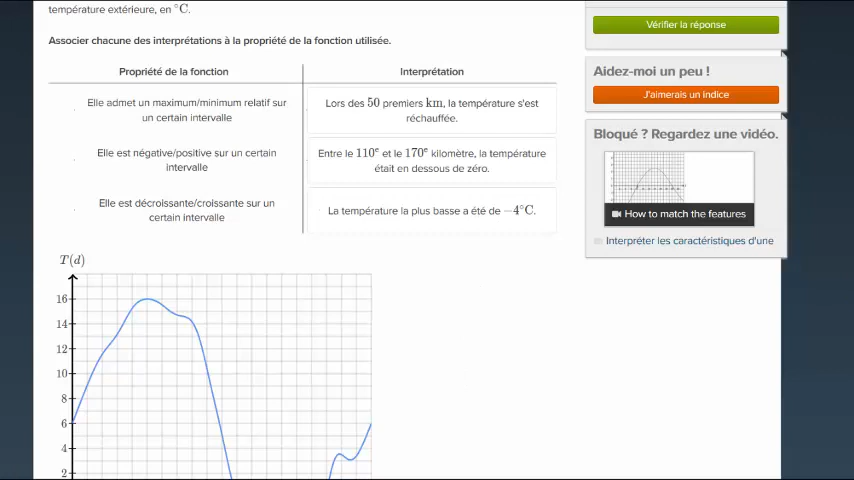 température extérieure, en °C.
Associer chacune des interprétations à la propriété de la fonction utilisée.
Propriété de la fonction
Interprétation
Elle admet un maximum/minimum relatif sur
un certain intervalle
Lors des 50 premiers km, la température s'est
réchauffée.
Elle est négative/positive sur un certain
intervalle
Entre le 110e et le 170e kilomètre, la température
était en dessous de zéro.
Elle est décroissante/croissante sur un
certain intervalle
La température la plus basse a été de −4°C.
T(d)
16
14
12
10
8
6
4
2
Vérifier la réponse
Aidez-moi un peu !
J'aimerais un indice
Bloqué ? Regardez une vidéo.
How to match the features
Interpréter les caractéristiques d'une